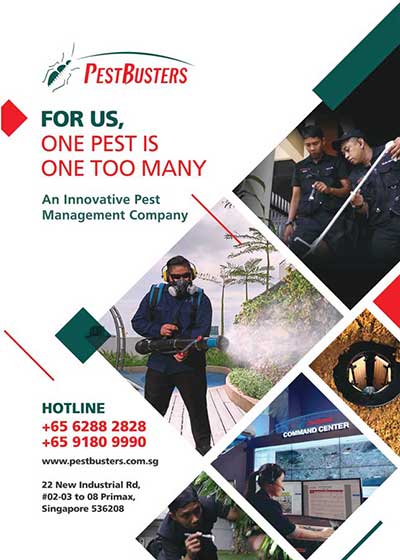 PESTBUSTERS
FOR US,
ONE PEST IS
ONE TOO MANY
An Innovative Pest
Management Company
COMMAND CENTER
HOTLINE
+65 6288 2828
+65 9180 9990
www.pestbusters.com.sg
22 New Industrial Rd,
#02-03 to 08 Primax,
Singapore 536208